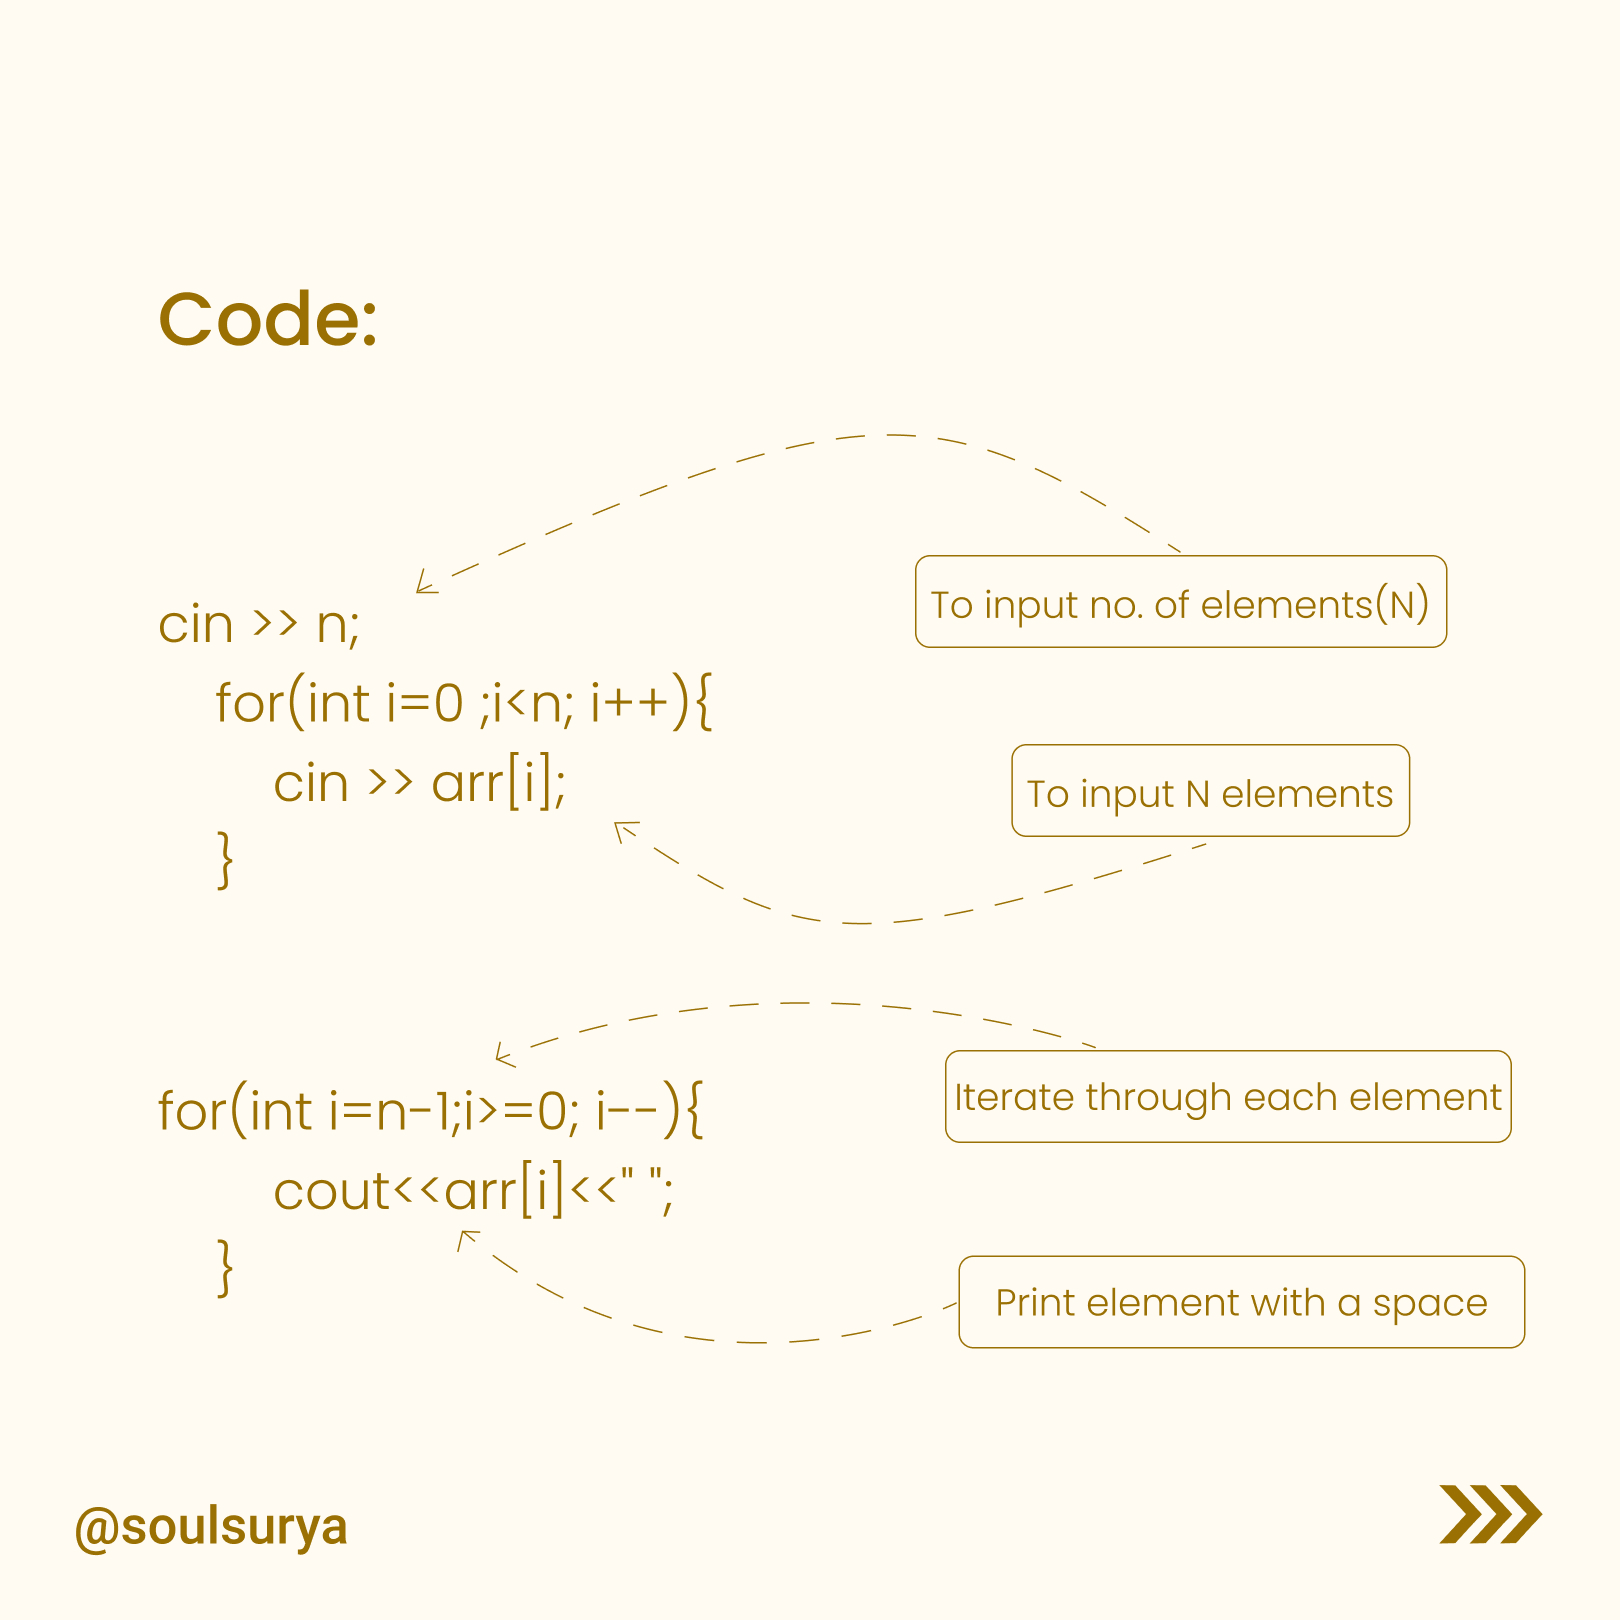 Code:
cin >> n;
for(int i=0 ;i<n; i++){
cin >> arr[i];
}
To input no. of elements(N)
To input N elements
for(int i=n-1;i>=0; i--){
cout<<arr[i]<<" ";
}
Iterate through each element
Print element with a space
@soulsurya